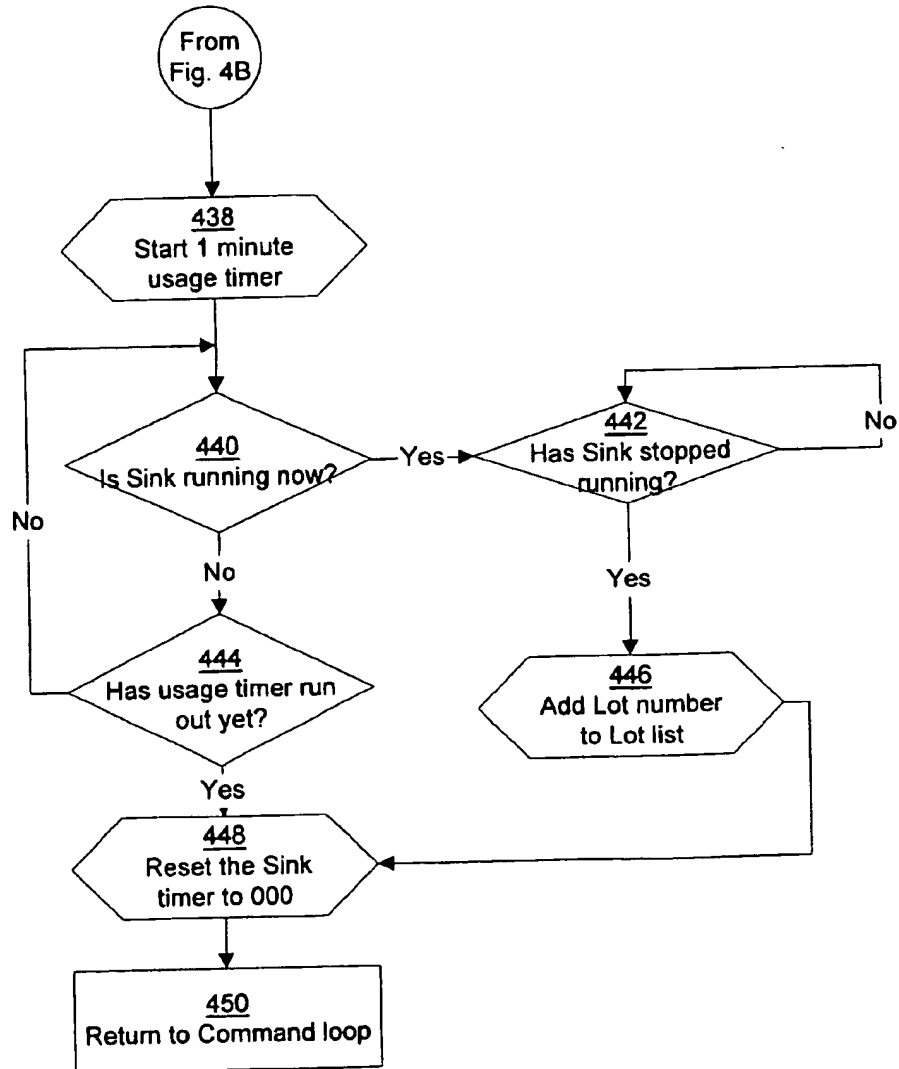 From
Fig. 4B
438
Start 1 minute
usage timer
440
Is Sink running now?
Yes
442
Has Sink stopped
running?
No
No
No
Yes
444
Has usage timer run
out yet?
446
Add Lot number
to Lot list
Yes
448
Reset the Sink
timer to 000
450
Return to Command loop